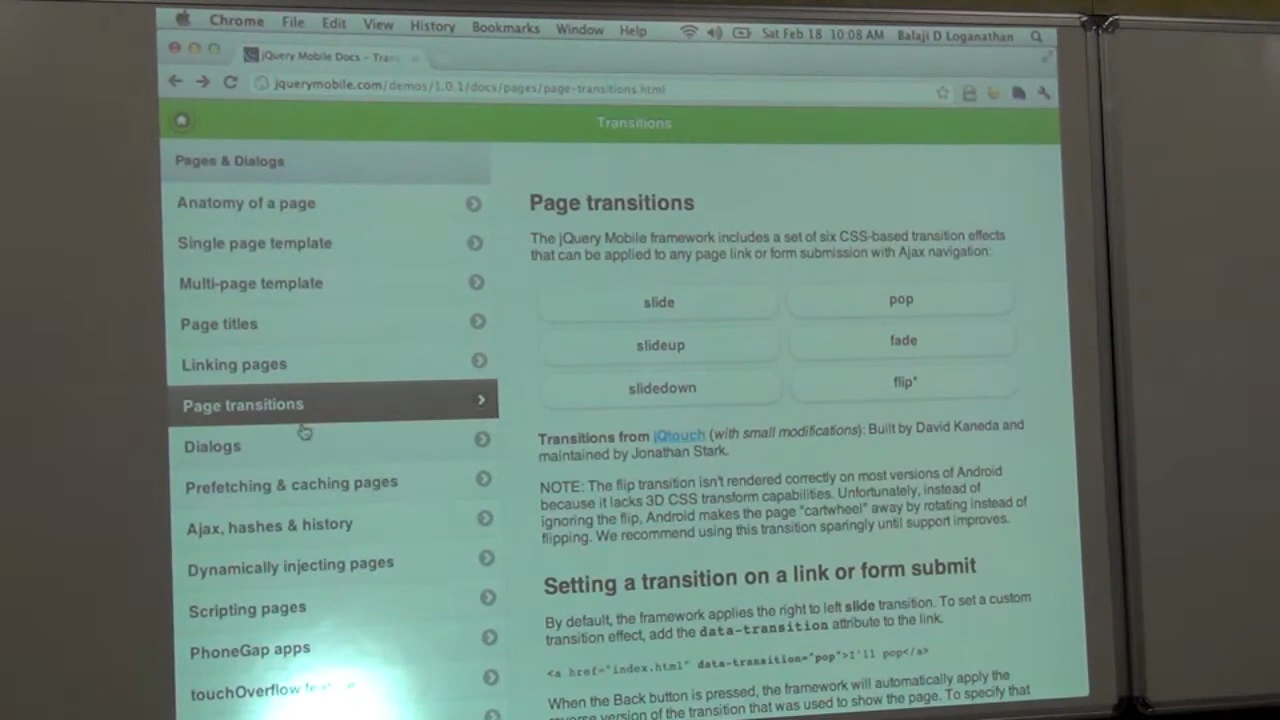 Chrome File Edit View History Bookmarks Window Help Sat Feb 18 10:08 AM Balaji D Loganathan
jQuery Mobile Docs - Tran
jquerymobile.com/demos/1.0.1/docs/pages/page-transitions.html
Transitions
Pages & Dialogs
Anatomy of a page
Single page template
Multi-page template
Page titles
Linking pages
Page transitions
Dialogs
Prefetching & caching pages
Ajax, hashes & history
Dynamically injecting pages
Scripting pages
PhoneGap apps
touchOverflow
Page transitions
The jQuery Mobile framework includes a set of six CSS-based transition effects
that can be applied to any page link or form submission with Ajax navigation:
slide pop
slideup fade
slidedown flip*
Transitions from jQtouch (with small modifications): Built by David Kaneda and
maintained by Jonathan Stark.
NOTE: The flip transition isn't rendered correctly on most versions of Android
because it lacks 3D CSS transform capabilities. Unfortunately, instead of
ignoring the flip, Android makes the page "cartwheel" away by rotating instead of
flipping. We recommend using this transition sparingly until support improves.
Setting a transition on a link or form submit
By default, the framework applies the right to left slide transition. To set a custom
transition effect, add the data-transition attribute to the link.
<a href="index.html" data-transition="pop">I'll pop</a>
When the Back button is pressed, the framework will automatically apply the
reverse version of the transition that was used to show the page. To specify that